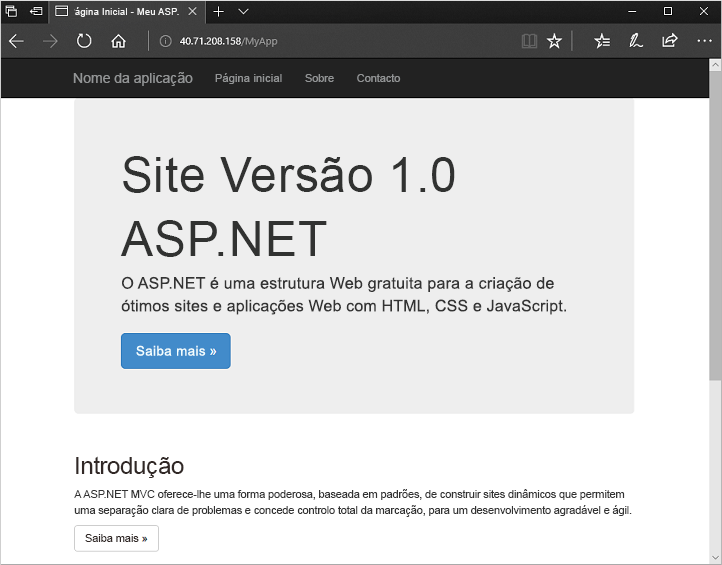 ágina Inicial - Meu ASP.
40.71.208.158/MyApp
Nome da aplicação Página inicial Sobre Contacto
Site Versão 1.0
ASP.NET
O ASP.NET é uma estrutura Web gratuita para a criação de
ótimos sites e aplicações Web com HTML, CSS e JavaScript.
Saiba mais »
Introdução
A ASP.NET MVC oferece-lhe uma forma poderosa, baseada em padrões, de construir sites dinâmicos que permitem
uma separação clara de problemas e concede controlo total da marcação, para um desenvolvimento agradável e ágil.
Saiba mais »